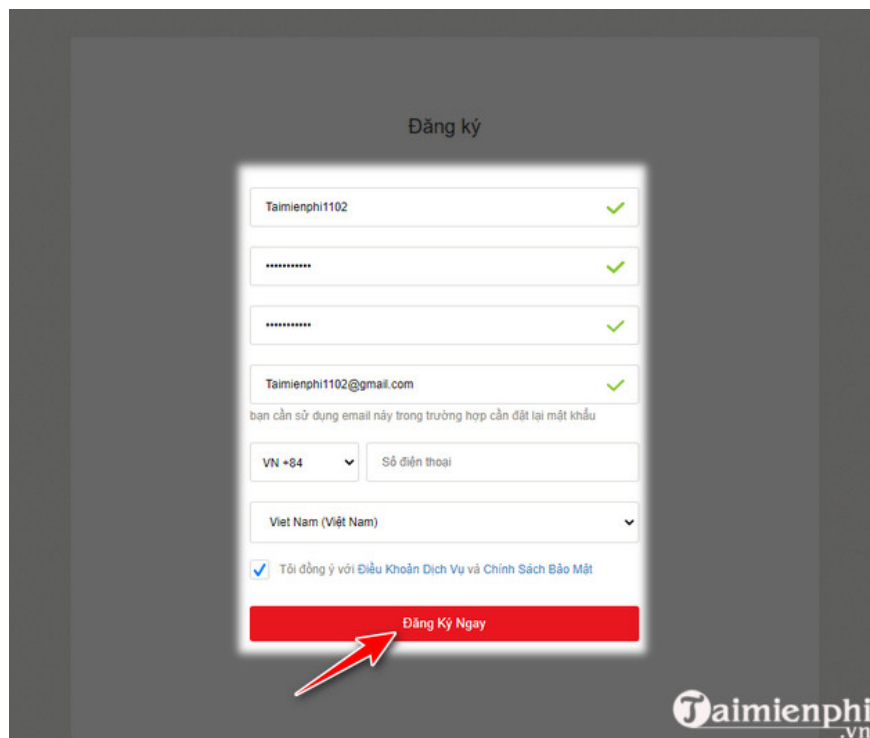 Đăng ký
Taimienphi1102
•••••••••••
•••••••••••
Taimienphi1102@gmail.com
bạn cần sử dụng email này trong trường hợp cần đặt lại mật khẩu
VN +84
Số điện thoại
Viet Nam (Việt Nam)
Tôi đồng ý với Điều Khoản Dịch Vụ và Chính Sách Bảo Mật
Đăng Ký Ngay
Taimienphi
.vn